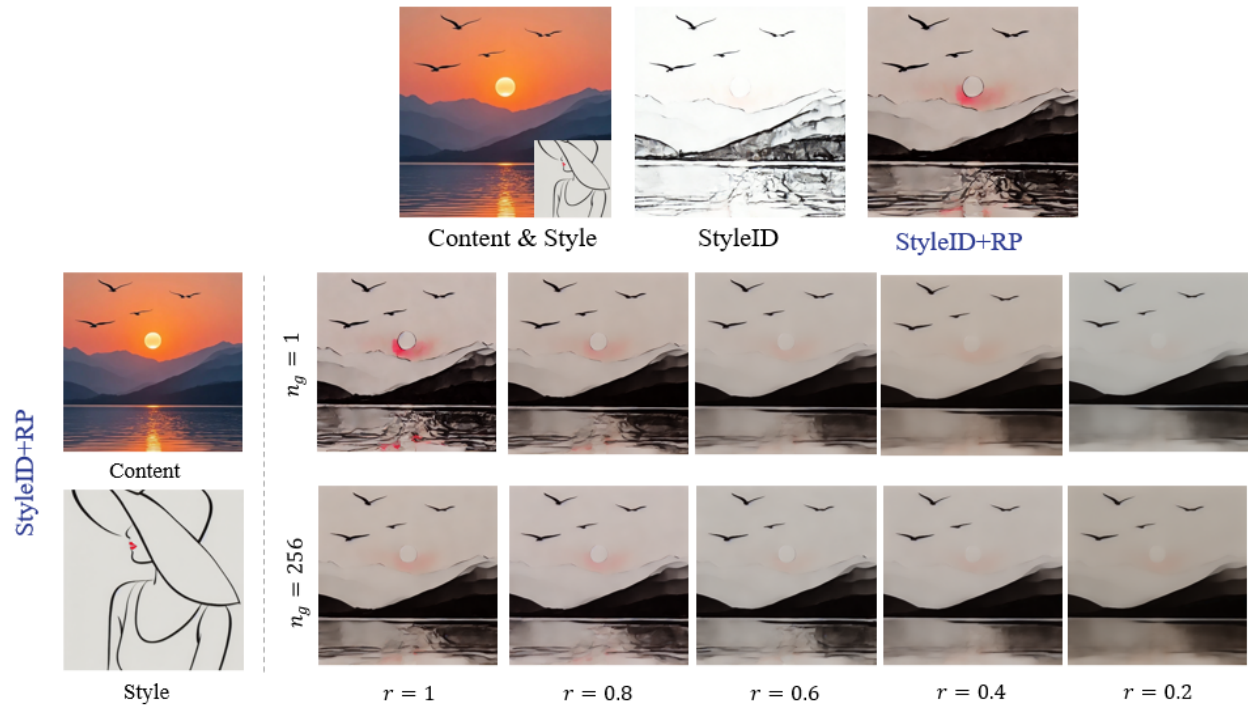 Content & Style
StyleID
StyleID+RP
StyleID+RP
Content
Style
n_g = 1
n_g = 256
r = 1
r = 0.8
r = 0.6
r = 0.4
r = 0.2